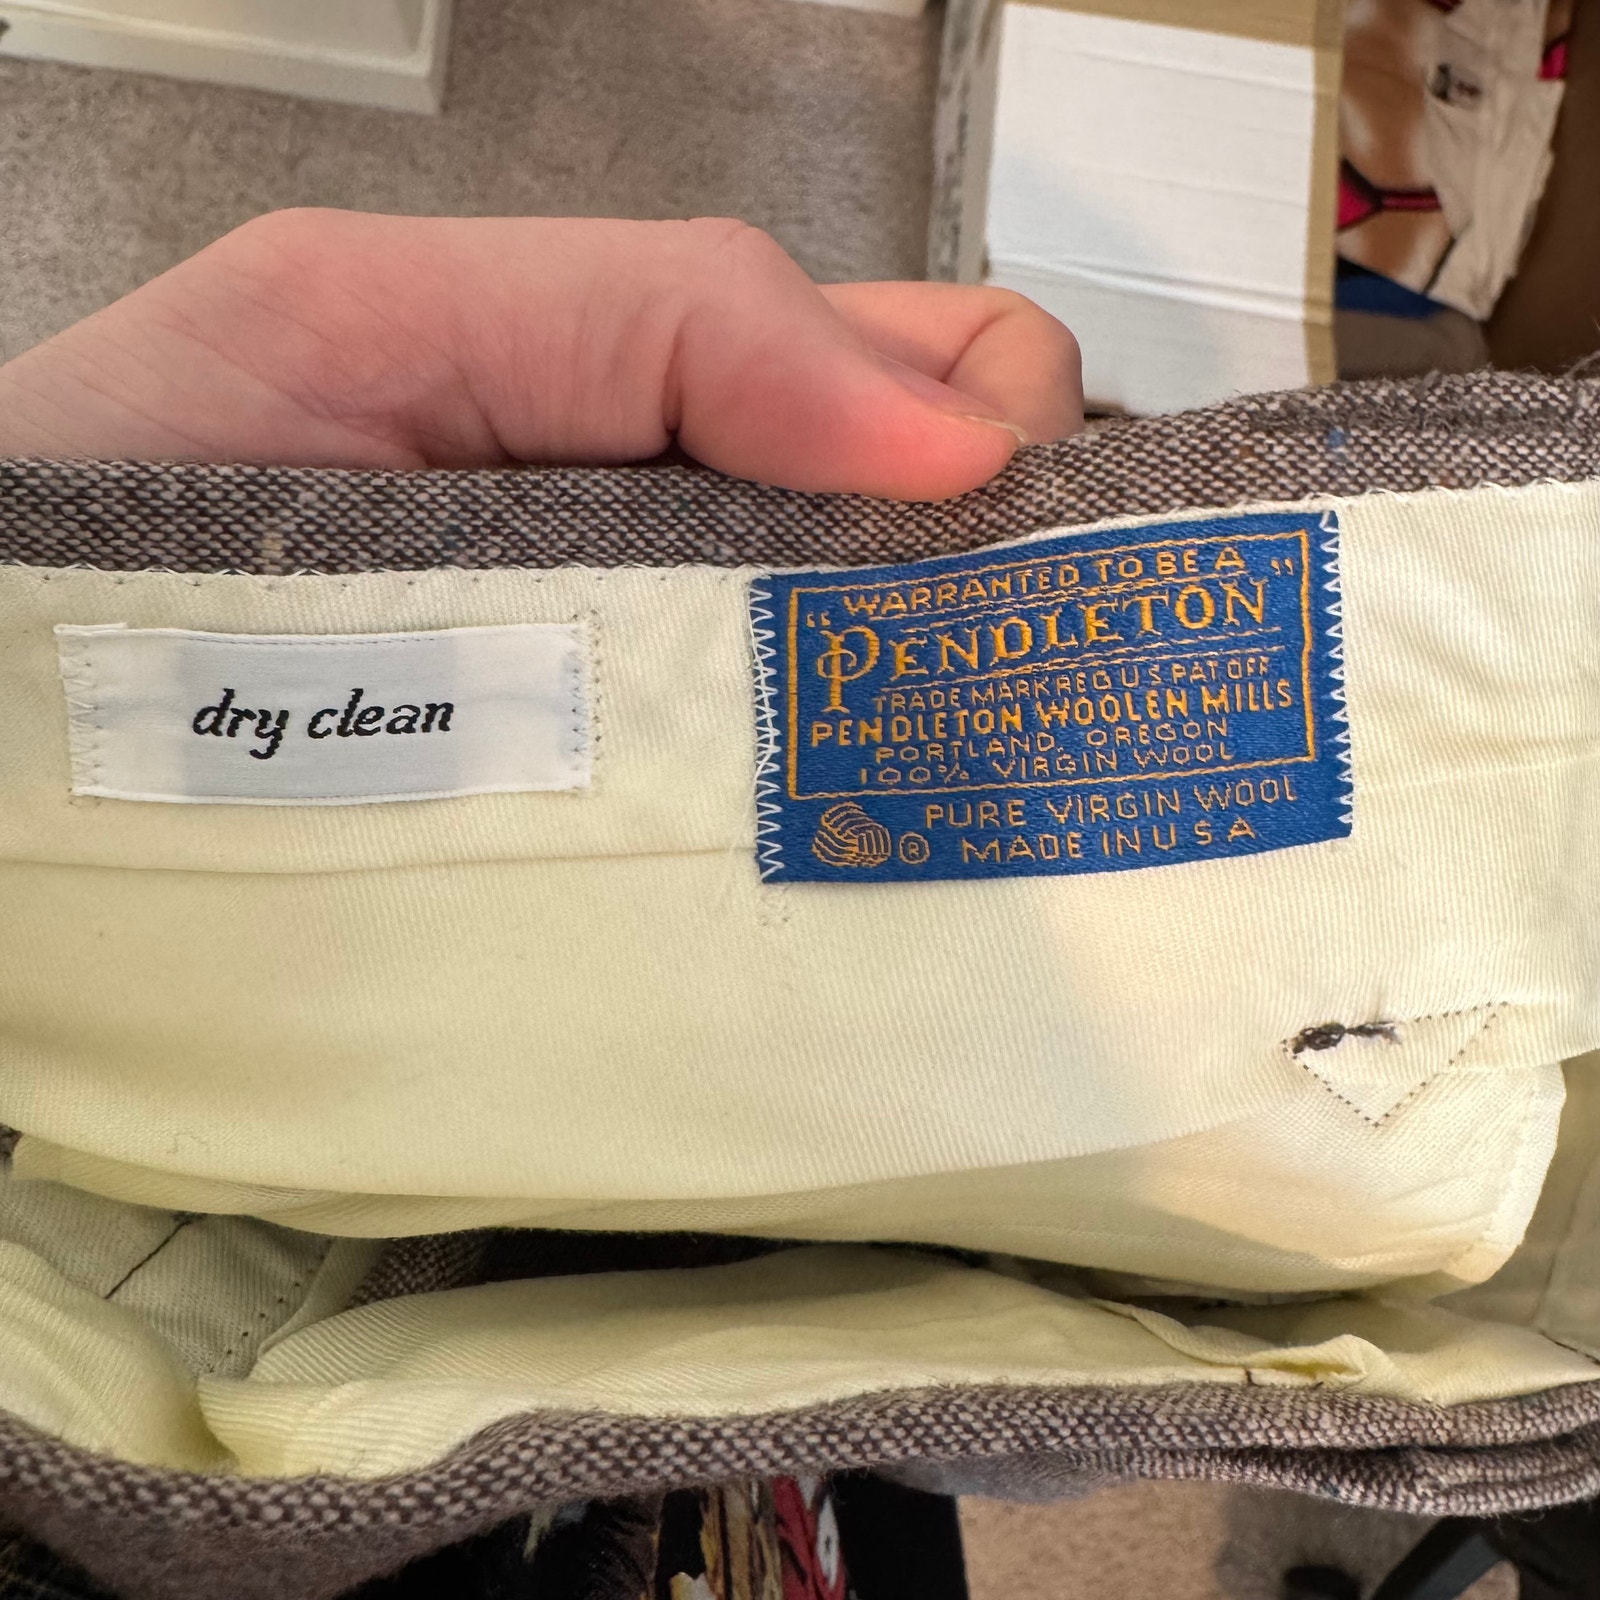 dry clean
"WARRANTED TO BE A
PENDLETON"
TRADE MARK REG U S PAT OFF
PENDLETON WOOLEN MILLS
PORTLAND, OREGON
100% VIRGIN WOOL
PURE VIRGIN WOOL
® MADE IN U S A